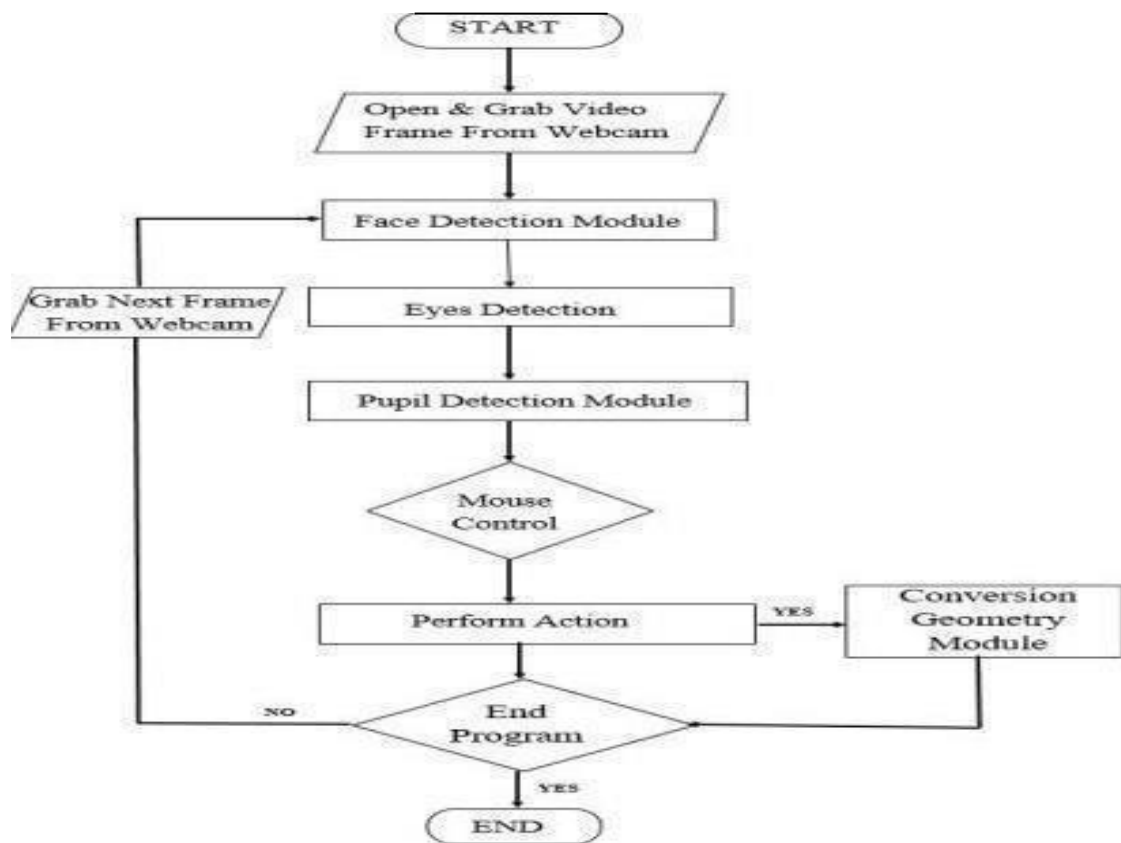 START
Open & Grab Video
Frame From Webcam
Face Detection Module
Grab Next Frame
From Webcam
Eyes Detection
Pupil Detection Module
Mouse
Control
Perform Action
YES
Conversion
Geometry
Module
NO
End
Program
YES
END